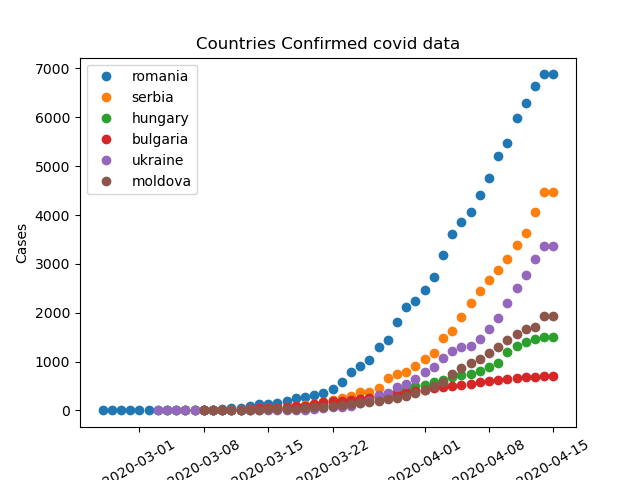 Countries Confirmed covid data
romania
serbia
hungary
bulgaria
ukraine
moldova
7000
6000
5000
4000
3000
2000
1000
0
Cases
2020-03-01
2020-03-08
2020-03-15
2020-03-22
2020-04-01
2020-04-08
2020-04-15